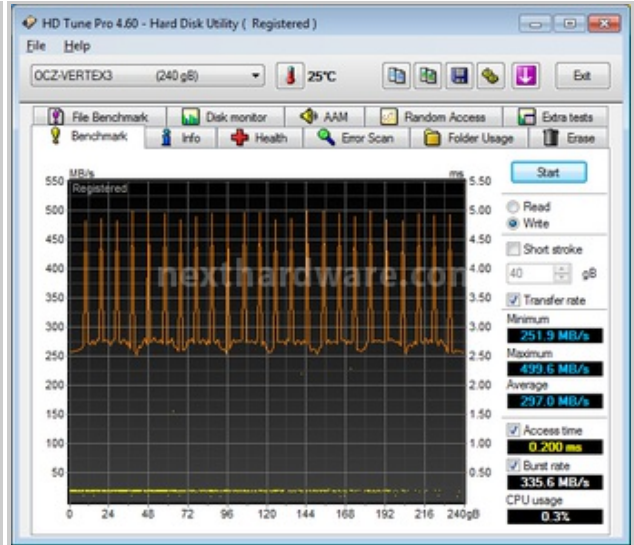 HD Tune Pro 4.60 - Hard Disk Utility ( Registered )
File Help
OCZ-VERTEX3 (240 gB) 25°C Exit
File Benchmark Disk monitor AAM Random Access Extra tests
Benchmark Info Health Error Scan Folder Usage Erase
MB/s ms
Registered
nexthardware.com
550 5.50
500 5.00
450 4.50
400 4.00
350 3.50
300 3.00
250 2.50
200 2.00
150 1.50
100 1.00
50 0.50
0 24 48 72 96 120 144 168 192 216 240gB
Start
Read
Write
Short stroke
40 gB
Transfer rate
Minimum
251.9 MB/s
Maximum
499.6 MB/s
Average
297.0 MB/s
Access time
0.200 ms
Burst rate
335.6 MB/s
CPU usage
0.3%